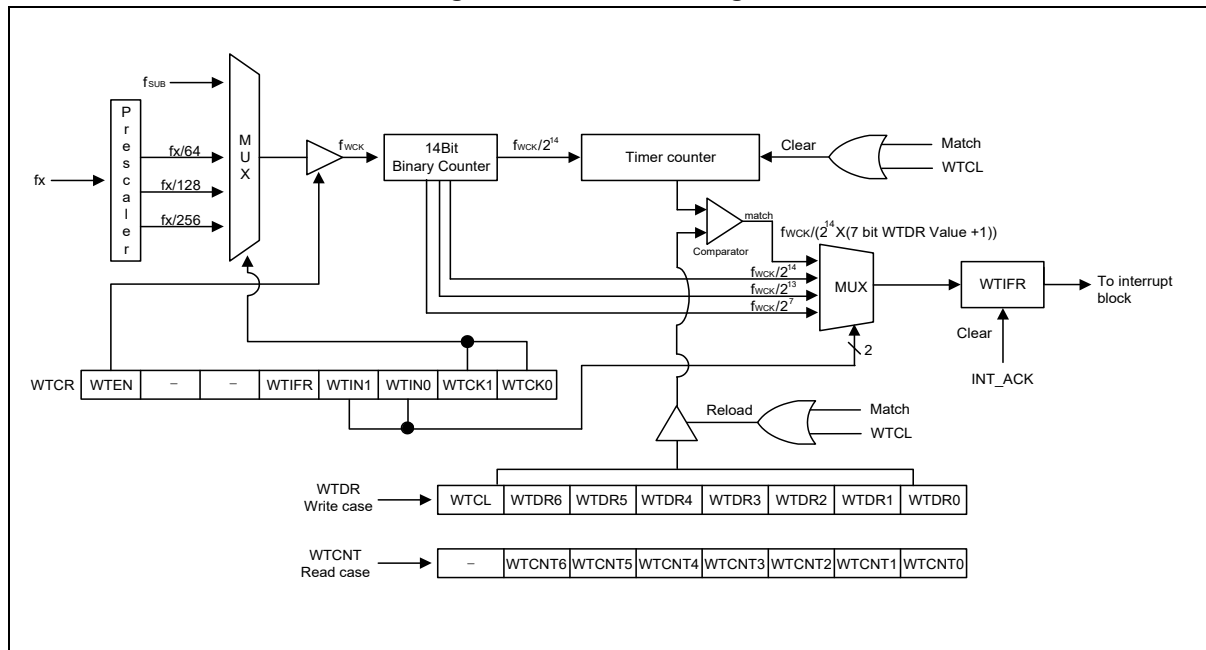 fSUB
Prescaler
MUX
fx
fx/64
fx/128
fx/256
fWCK
14Bit
Binary Counter
fWCK/2^14
Timer counter
Clear
Match
WTCL
match
Comparator
fWCK/(2^14 X(7 bit WTDR Value +1))
fWCK/2^14
fWCK/2^13
fWCK/2^7
MUX
2
WTIFR
To interrupt
block
Clear
INT_ACK
WTCR WTEN – – WTIFR WTIN1 WTIN0 WTCK1 WTCK0
Reload
Match
WTCL
WTDR
Write case
WTCL WTDR6 WTDR5 WTDR4 WTDR3 WTDR2 WTDR1 WTDR0
WTCNT
Read case
– WTCNT6 WTCNT5 WTCNT4 WTCNT3 WTCNT2 WTCNT1 WTCNT0